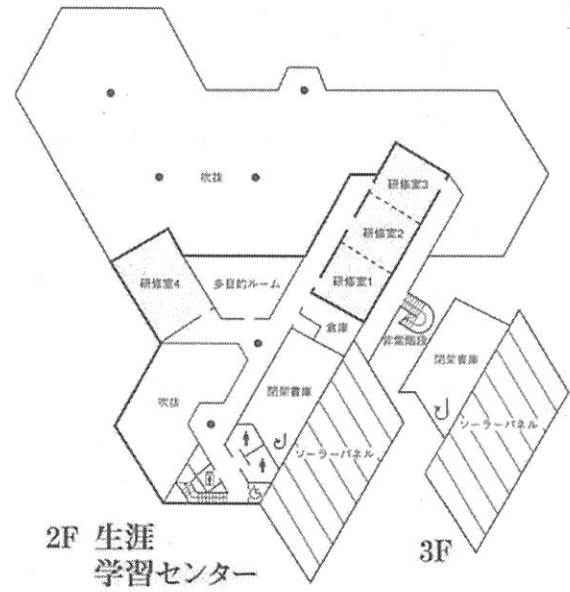 研修室3
吹抜
研修室2
研修室4
多目的ルーム
研修室1
倉庫
非常階段
閉架書庫
閉架書庫
吹抜
ソーラーパネル
ソーラーパネル
2F 生涯
学習センター
3F